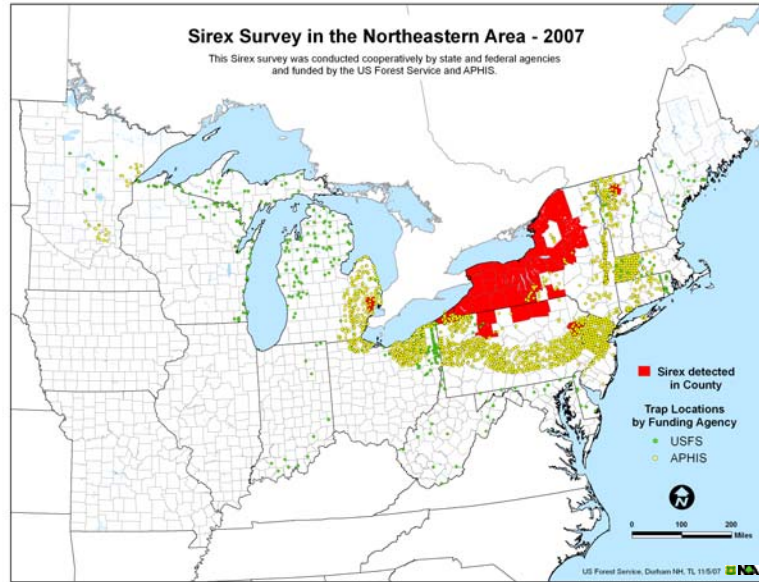 Sirex Survey in the Northeastern Area - 2007
This Sirex survey was conducted cooperatively by state and federal agencies
and funded by the US Forest Service and APHIS.
Sirex detected
in County
Trap Locations
by Funding Agency
USFS
APHIS
N
0 100 200
Miles
US Forest Service, Durham NH, TL 11/5/07